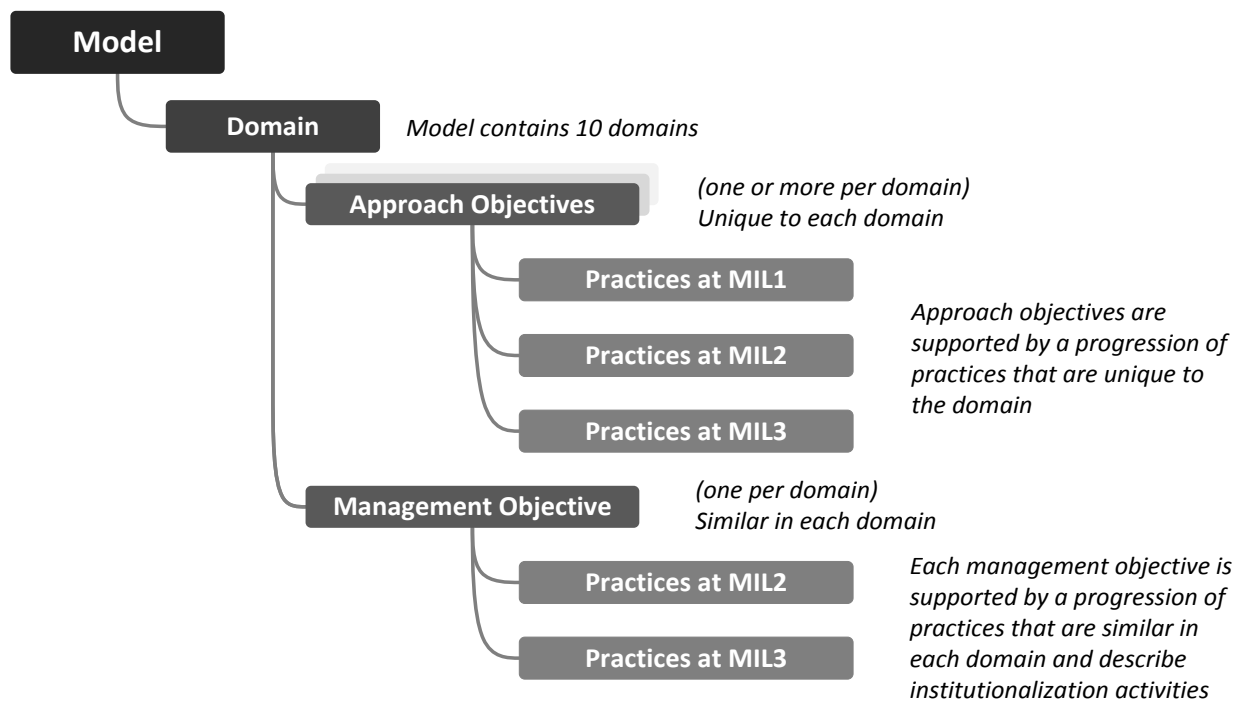 Model
Domain
Model contains 10 domains
Approach Objectives
(one or more per domain)
Unique to each domain
Practices at MIL1
Practices at MIL2
Practices at MIL3
Approach objectives are
supported by a progression of
practices that are unique to
the domain
Management Objective
(one per domain)
Similar in each domain
Practices at MIL2
Practices at MIL3
Each management objective is
supported by a progression of
practices that are similar in
each domain and describe
institutionalization activities